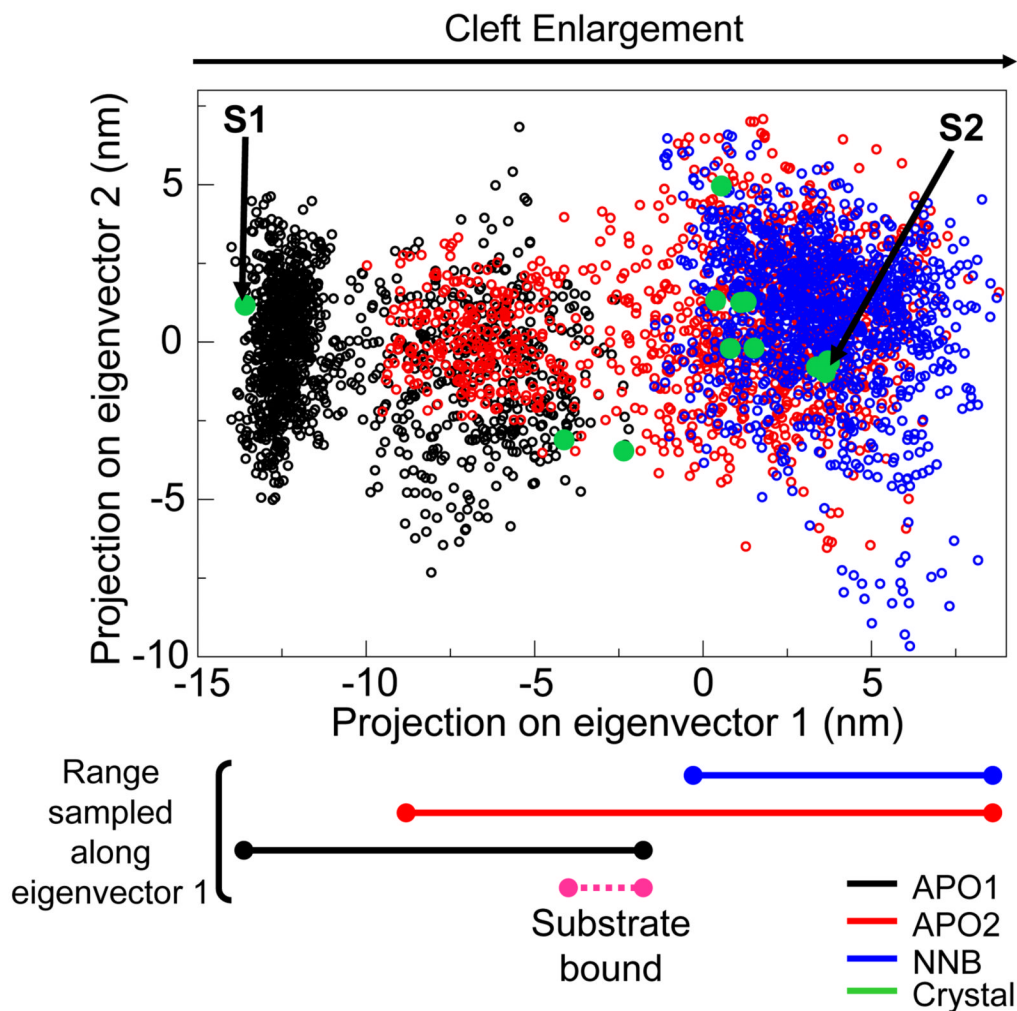 Cleft Enlargement
S1
S2
Projection on eigenvector 2 (nm)
5
0
-5
-10
-15
-10
-5
0
5
Projection on eigenvector 1 (nm)
Range
sampled
along
eigenvector 1
Substrate
bound
APO1
APO2
NNB
Crystal